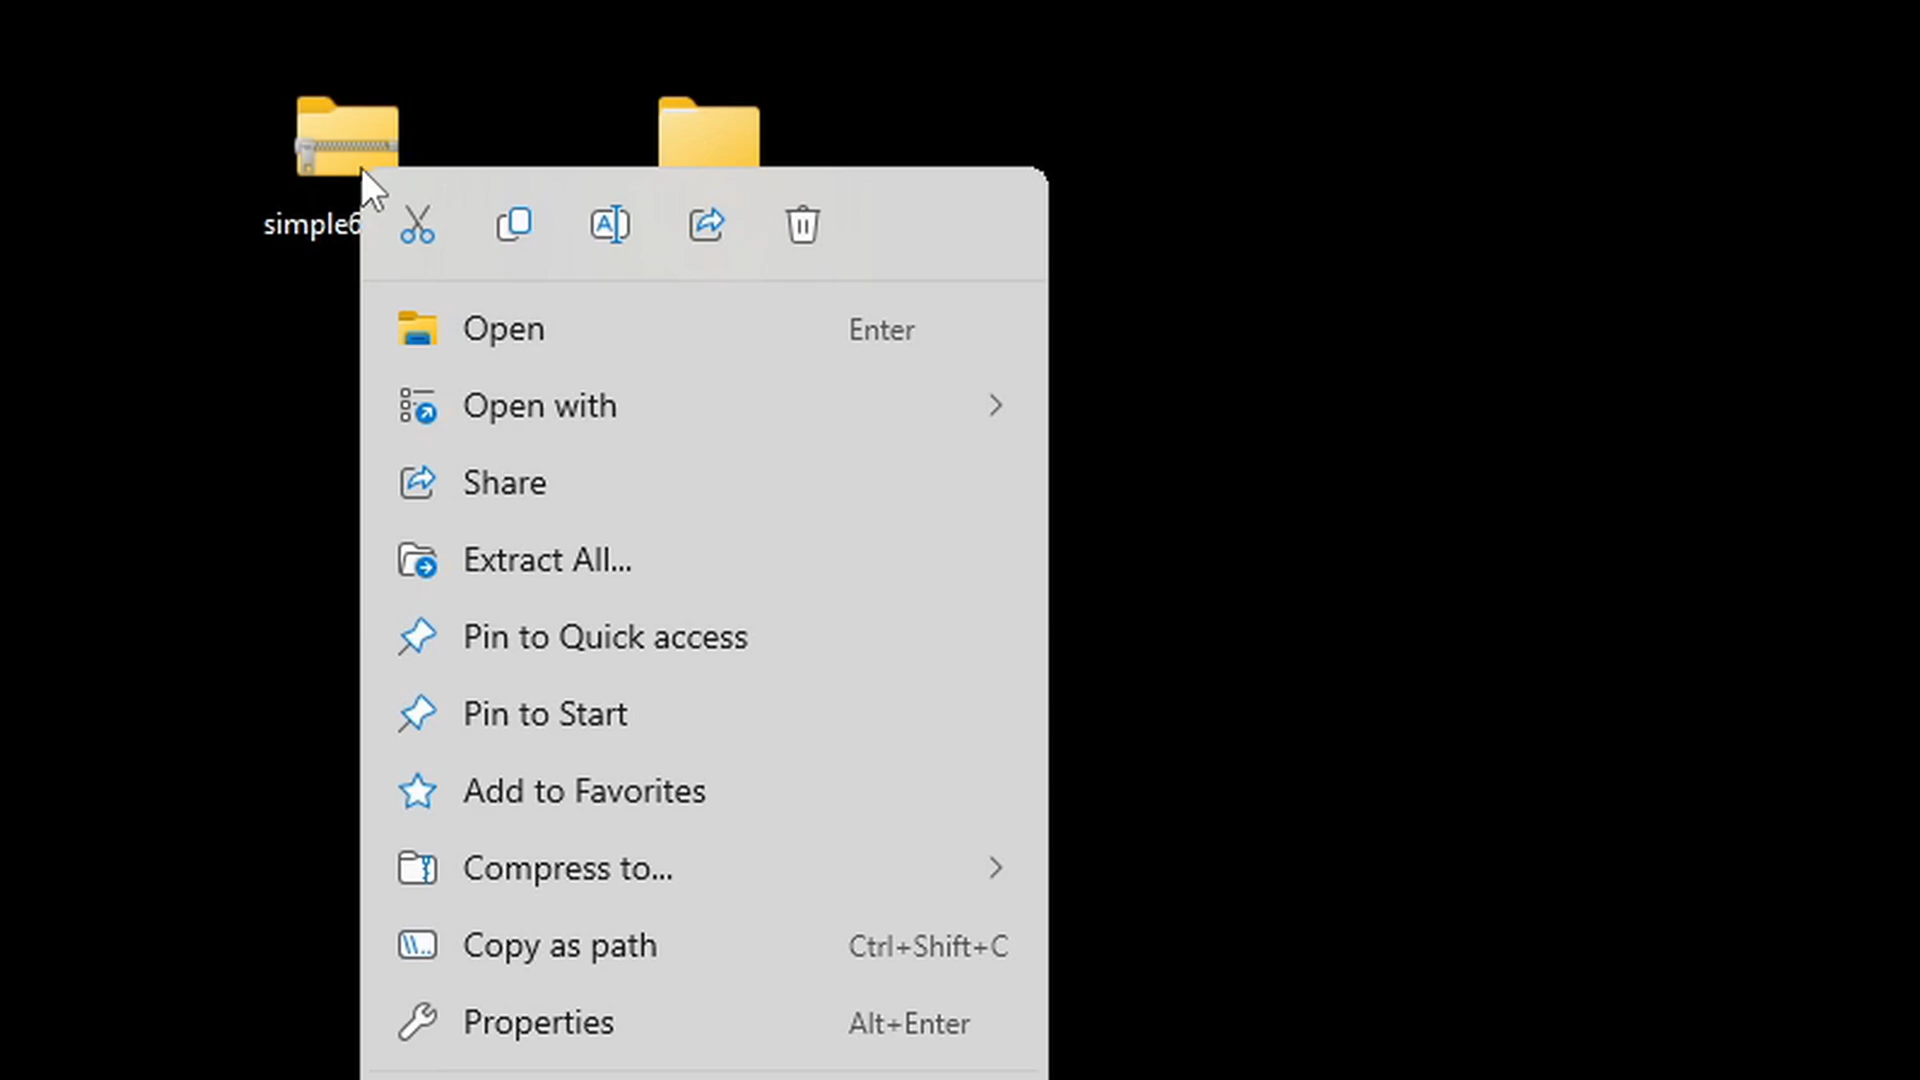 simple6
Open Enter
Open with
Share
Extract All...
Pin to Quick access
Pin to Start
Add to Favorites
Compress to...
Copy as path Ctrl+Shift+C
Properties Alt+Enter